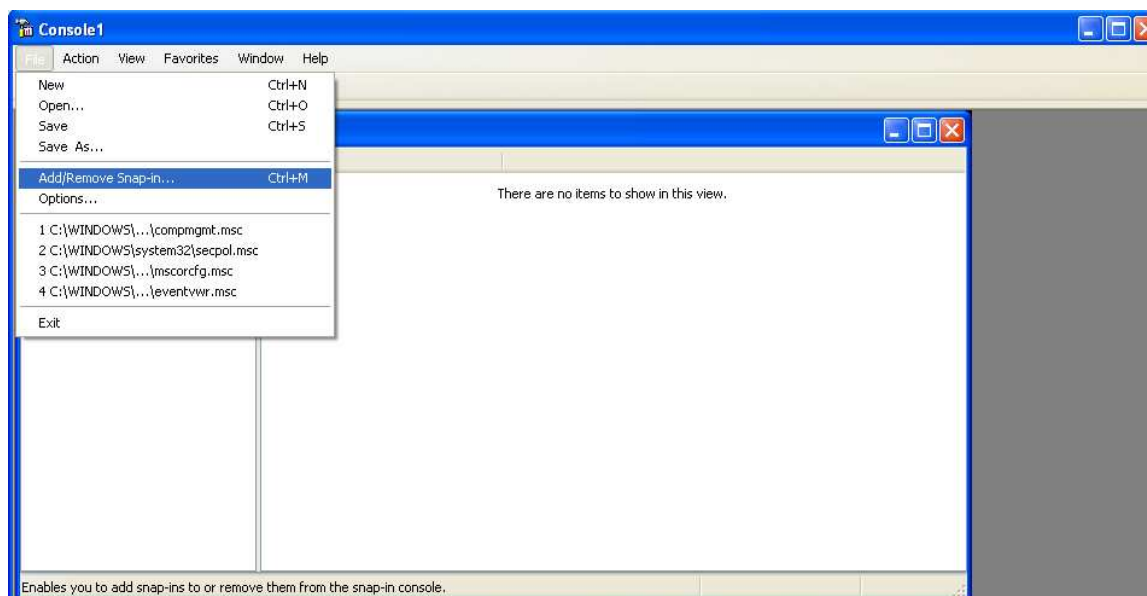 Console1
File Action View Favorites Window Help
New Ctrl+N
Open... Ctrl+O
Save Ctrl+S
Save As...
Add/Remove Snap-in... Ctrl+M
Options...
1 C:\WINDOWS\...\compmgmt.msc
2 C:\WINDOWS\system32\secpol.msc
3 C:\WINDOWS\...\mscorcfg.msc
4 C:\WINDOWS\...\eventvwr.msc
Exit
There are no items to show in this view.
Enables you to add snap-ins to or remove them from the snap-in console.